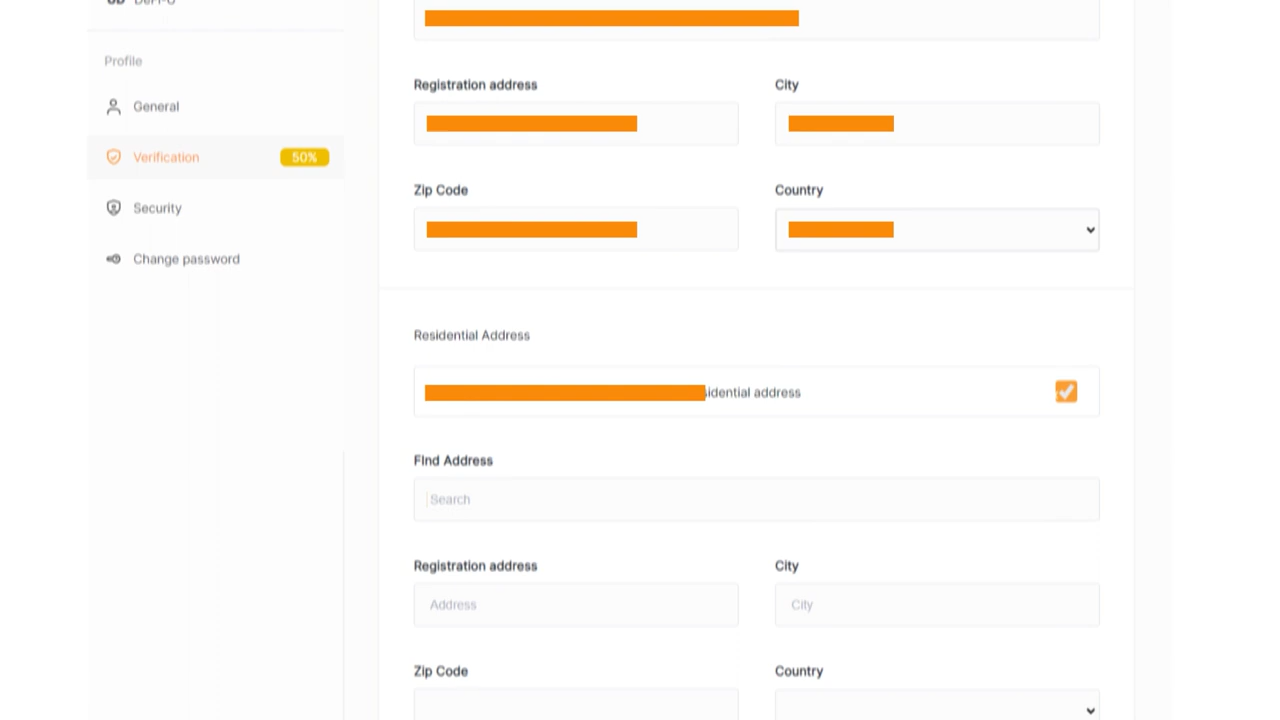 Profile
General
Verification
50%
Security
Change password
Registration address
City
Zip Code
Country
Residential Address
idential address
FInd Address
Search
Registration address
City
Address
City
Zip Code
Country